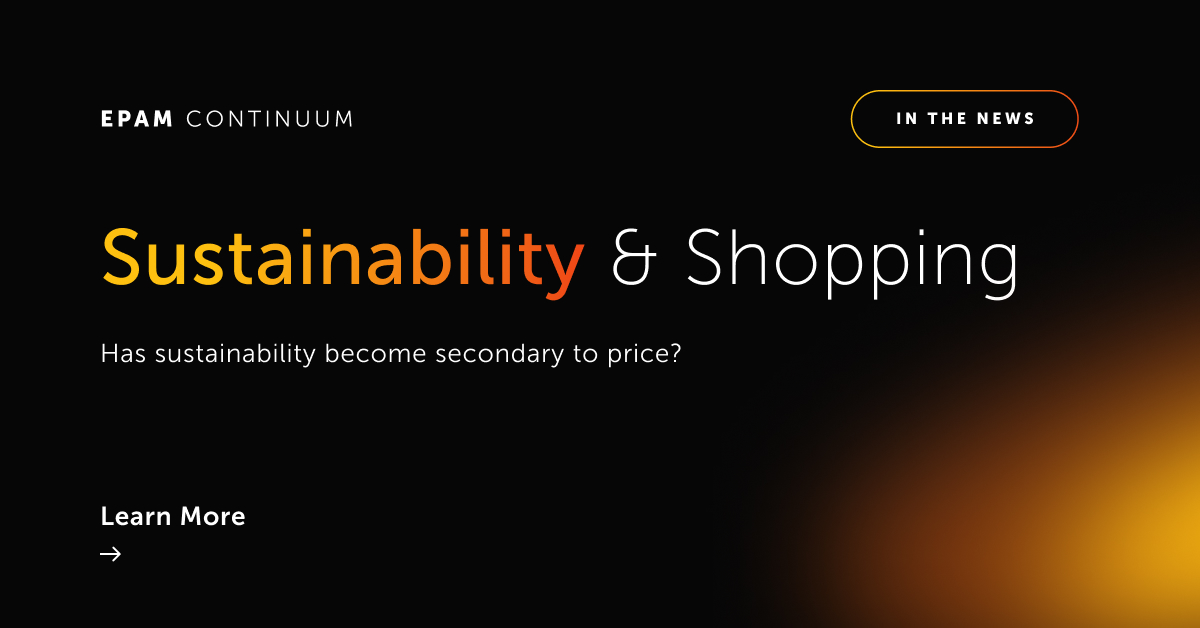 EPAM CONTINUUM
IN THE NEWS
Sustainability & Shopping
Has sustainability become secondary to price?
Learn More
→